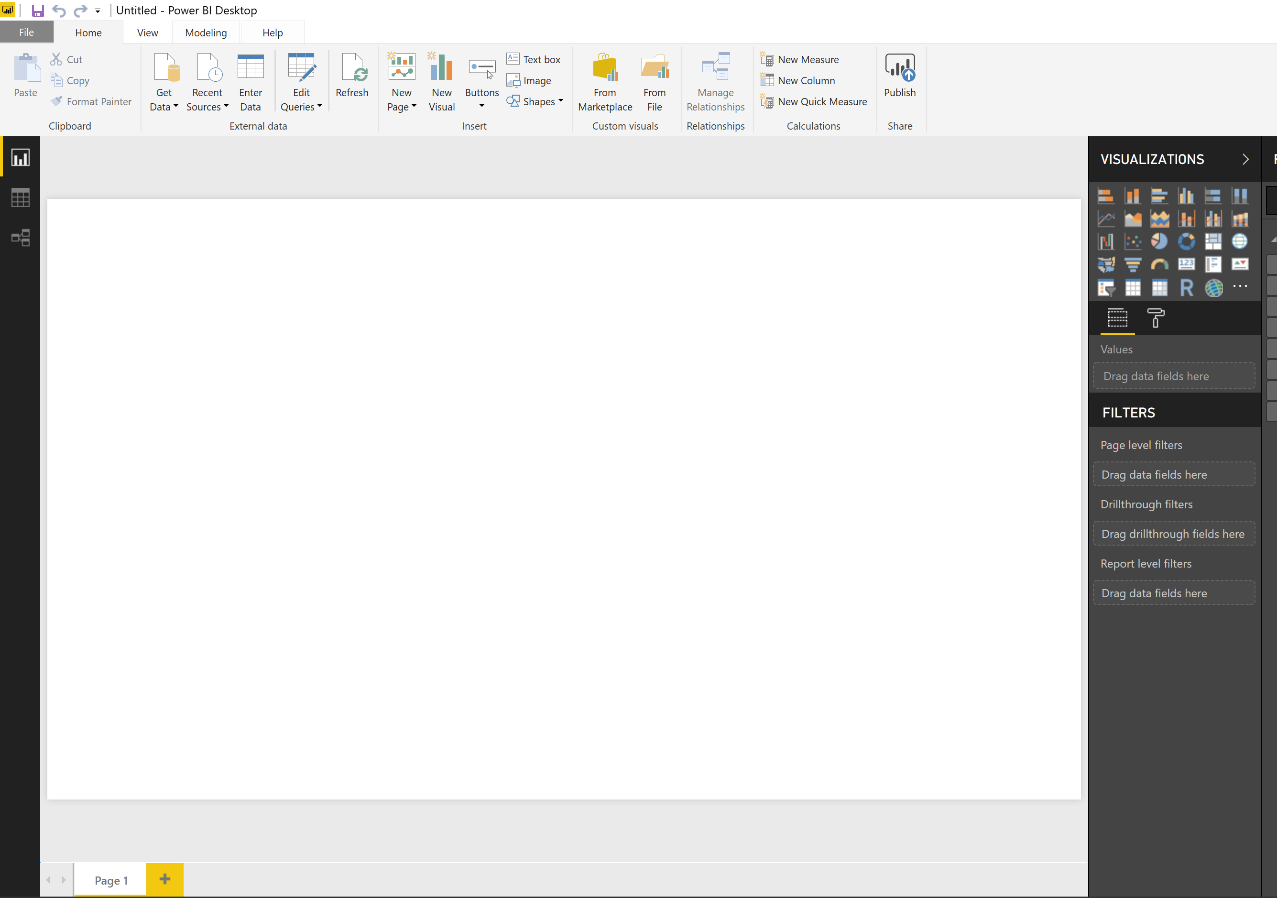 Untitled - Power BI Desktop
File Home View Modeling Help
Paste
Cut
Copy
Format Painter
Clipboard
Get Data
Recent Sources
Enter Data
Edit Queries
Refresh
External data
New Page
New Visual
Buttons
Text box
Image
Shapes
Insert
From Marketplace
From File
Custom visuals
Manage Relationships
Relationships
New Measure
New Column
New Quick Measure
Calculations
Publish
Share
VISUALIZATIONS
123
R
Values
Drag data fields here
FILTERS
Page level filters
Drag data fields here
Drillthrough filters
Drag drillthrough fields here
Report level filters
Drag data fields here
Page 1